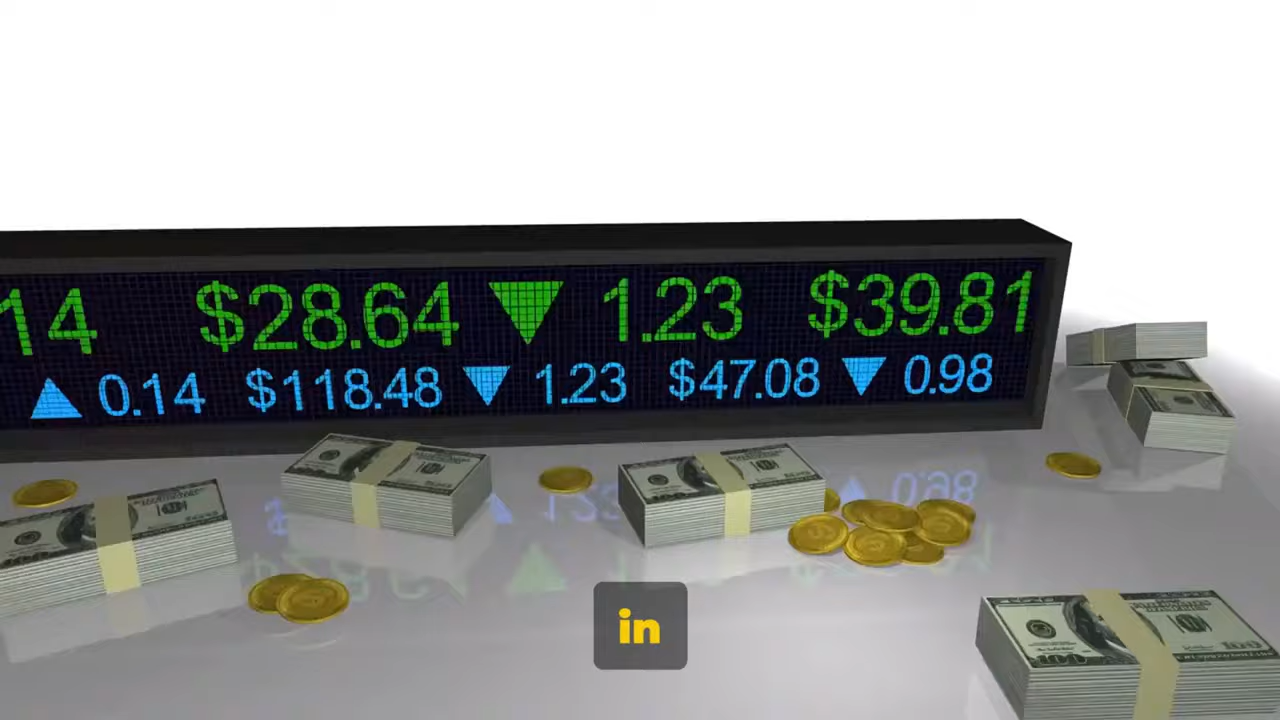 14 $28.64 ▼ 1.23 $39.81
▲ 0.14 $118.48 ▼ 1.23 $47.08 ▼ 0.98
in